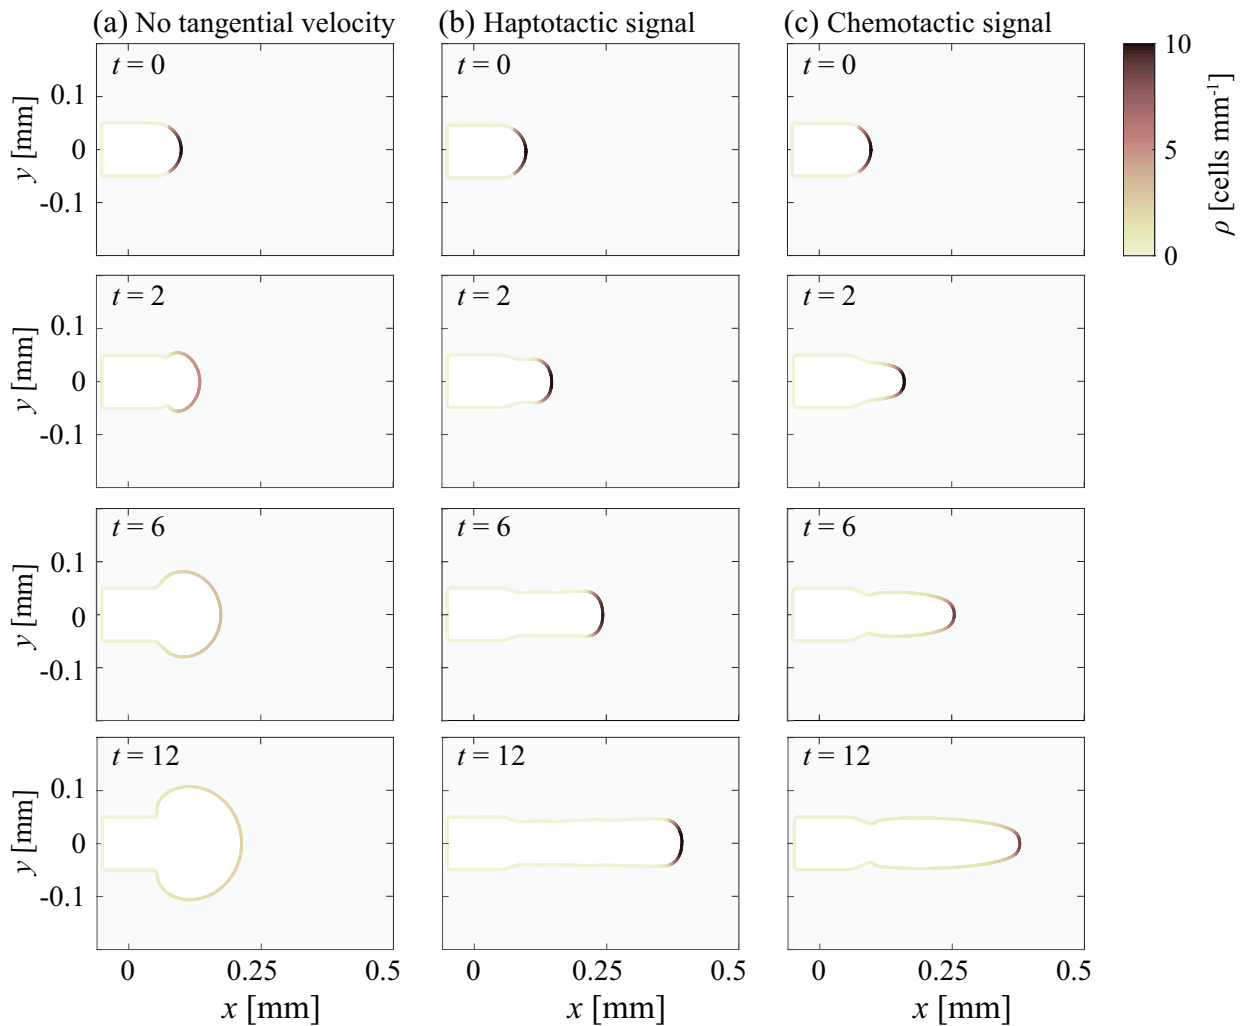 (a) No tangential velocity (b) Haptotactic signal (c) Chemotactic signal
t = 0 t = 0 t = 0 10
0.1
0
-0.1
y [mm]
5
0
ρ [cells mm⁻¹]
t = 2 t = 2 t = 2
0.1
0
-0.1
y [mm]
t = 6 t = 6 t = 6
0.1
0
-0.1
y [mm]
t = 12 t = 12 t = 12
0.1
0
-0.1
y [mm]
0 0.25 0.5 0 0.25 0.5 0 0.25 0.5
x [mm] x [mm] x [mm]